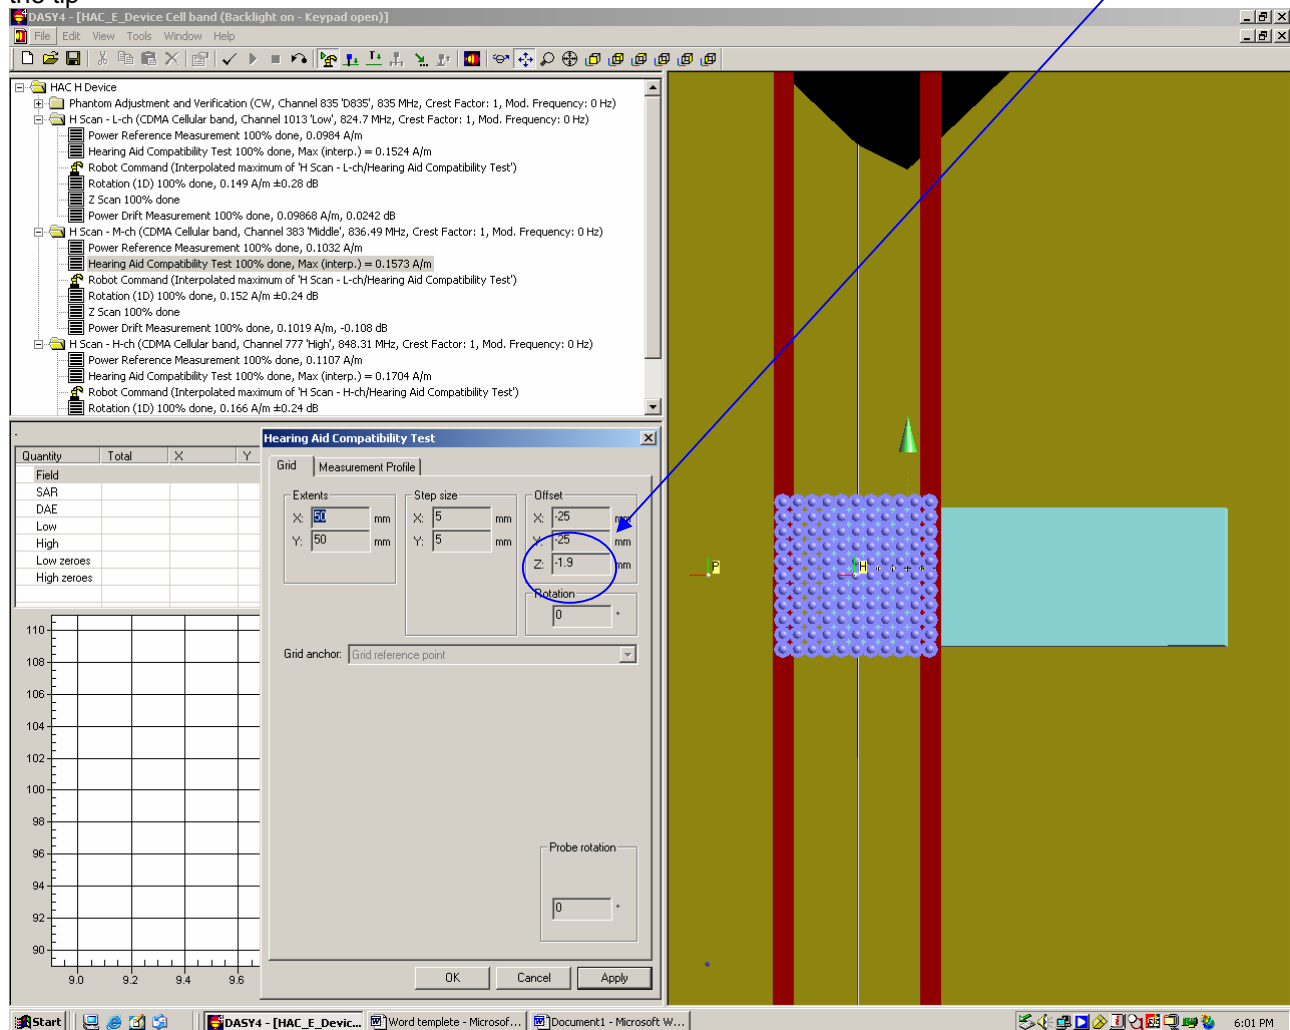 the tip
DASY4 - [HAC_E_Device Cell band (Backlight on - Keypad open)]
File Edit View Tools Window Help
HAC H Device
Phantom Adjustment and Verification (CW, Channel 835 'D835', 835 MHz, Crest Factor: 1, Mod. Frequency: 0 Hz)
H Scan - L-ch (CDMA Cellular band, Channel 1013 'Low', 824.7 MHz, Crest Factor: 1, Mod. Frequency: 0 Hz)
Power Reference Measurement 100% done, 0.0984 A/m
Hearing Aid Compatibility Test 100% done, Max (interp.) = 0.1524 A/m
Robot Command (Interpolated maximum of 'H Scan - L-ch/Hearing Aid Compatibility Test')
Rotation (1D) 100% done, 0.149 A/m ±0.28 dB
Z Scan 100% done
Power Drift Measurement 100% done, 0.09868 A/m, 0.0242 dB
H Scan - M-ch (CDMA Cellular band, Channel 383 'Middle', 836.49 MHz, Crest Factor: 1, Mod. Frequency: 0 Hz)
Power Reference Measurement 100% done, 0.1032 A/m
Hearing Aid Compatibility Test 100% done, Max (interp.) = 0.1573 A/m
Robot Command (Interpolated maximum of 'H Scan - L-ch/Hearing Aid Compatibility Test')
Rotation (1D) 100% done, 0.152 A/m ±0.24 dB
Z Scan 100% done
Power Drift Measurement 100% done, 0.1019 A/m, -0.108 dB
H Scan - H-ch (CDMA Cellular band, Channel 777 'High', 848.31 MHz, Crest Factor: 1, Mod. Frequency: 0 Hz)
Power Reference Measurement 100% done, 0.1107 A/m
Hearing Aid Compatibility Test 100% done, Max (interp.) = 0.1704 A/m
Robot Command (Interpolated maximum of 'H Scan - H-ch/Hearing Aid Compatibility Test')
Rotation (1D) 100% done, 0.166 A/m ±0.24 dB
Quantity Total X Y
Field
SAR
DAE
Low
High
Low zeroes
High zeroes
110
108
106
104
102
100
98
96
94
92
90
9.0 9.2 9.4 9.6
Hearing Aid Compatibility Test
Grid Measurement Profile
Extents Step size Offset
X: 50 mm X: 5 mm X: -25 mm
Y: 50 mm Y: 5 mm Y: -25 mm
Z: -1.9 mm
Rotation
0 °
Grid anchor: Grid reference point
Probe rotation
0 °
OK Cancel Apply
P
H
Start DASY4 - [HAC_E_Devic... Word templete - Microsof... Document1 - Microsoft W... 6:01 PM